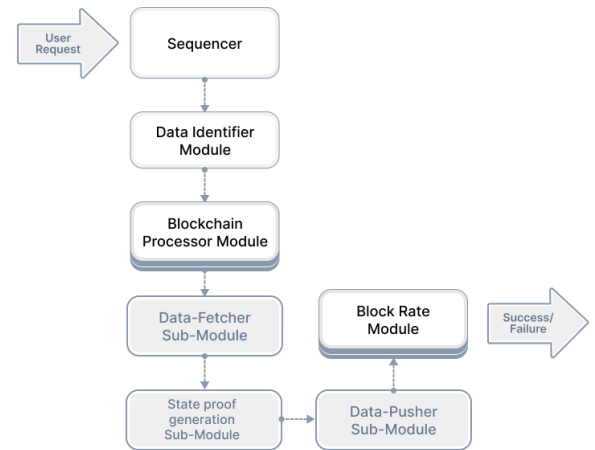 User
Request
Sequencer
Data Identifier
Module
Blockchain
Processor Module
Data-Fetcher
Sub-Module
State proof
generation
Sub-Module
Data-Pusher
Sub-Module
Block Rate
Module
Success/
Failure